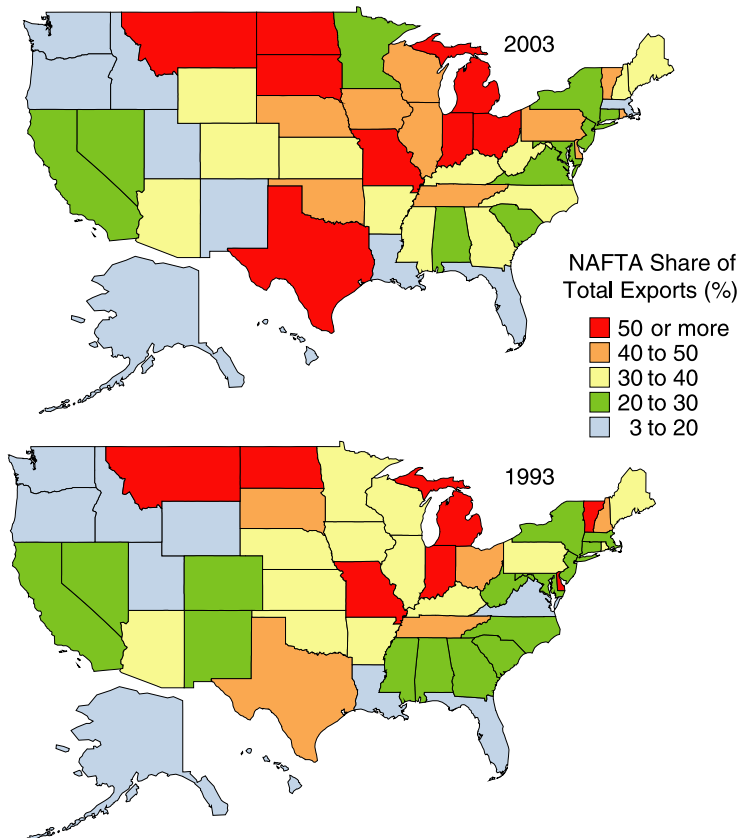 2003
NAFTA Share of
Total Exports (%)
50 or more
40 to 50
30 to 40
20 to 30
3 to 20
1993